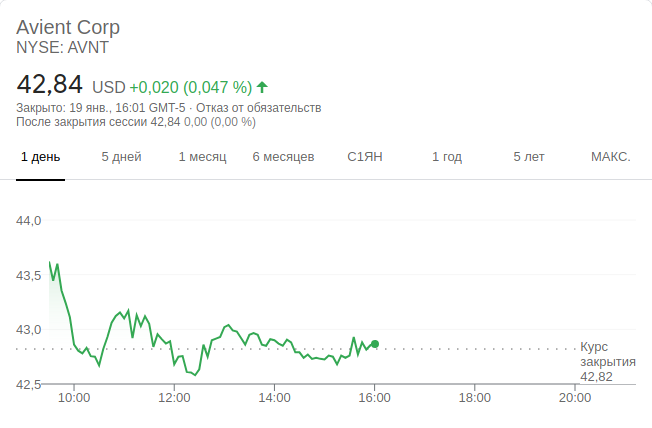 Avient Corp
NYSE: AVNT
42,84 USD +0,020 (0,047 %)
Закрыто: 19 янв., 16:01 GMT-5 · Отказ от обязательств
После закрытия сессии 42,84 0,00 (0,00 %)
1 день 5 дней 1 месяц 6 месяцев С1ЯН 1 год 5 лет МАКС.
44,0
43,5
43,0
42,5
Курс
закрытия
42,82
10:00 12:00 14:00 16:00 18:00 20:00